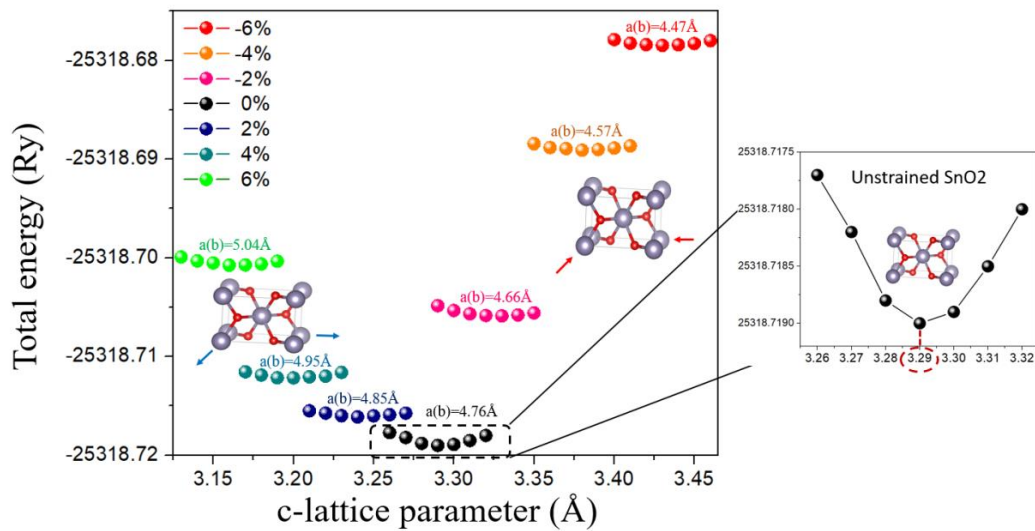 -6%
-4%
-2%
0%
2%
4%
6%
Total energy (Ry)
-25318.68
-25318.69
-25318.70
-25318.71
-25318.72
a(b)=4.47Å
a(b)=4.57Å
a(b)=5.04Å
a(b)=4.66Å
a(b)=4.95Å
a(b)=4.85Å
a(b)=4.76Å
3.15 3.20 3.25 3.30 3.35 3.40 3.45
c-lattice parameter (Å)
Unstrained SnO2
25318.7175
25318.7180
25318.7185
25318.7190
3.26 3.27 3.28 3.29 3.30 3.31 3.32